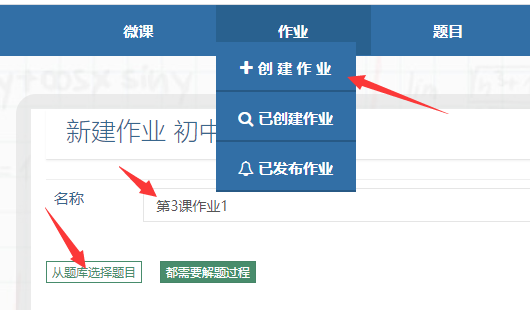 微课 作业 题目
创 建 作 业
已创建作业
已发布作业
新建作业 初中
名称
第3课作业1
从题库选择题目 都需要解题过程